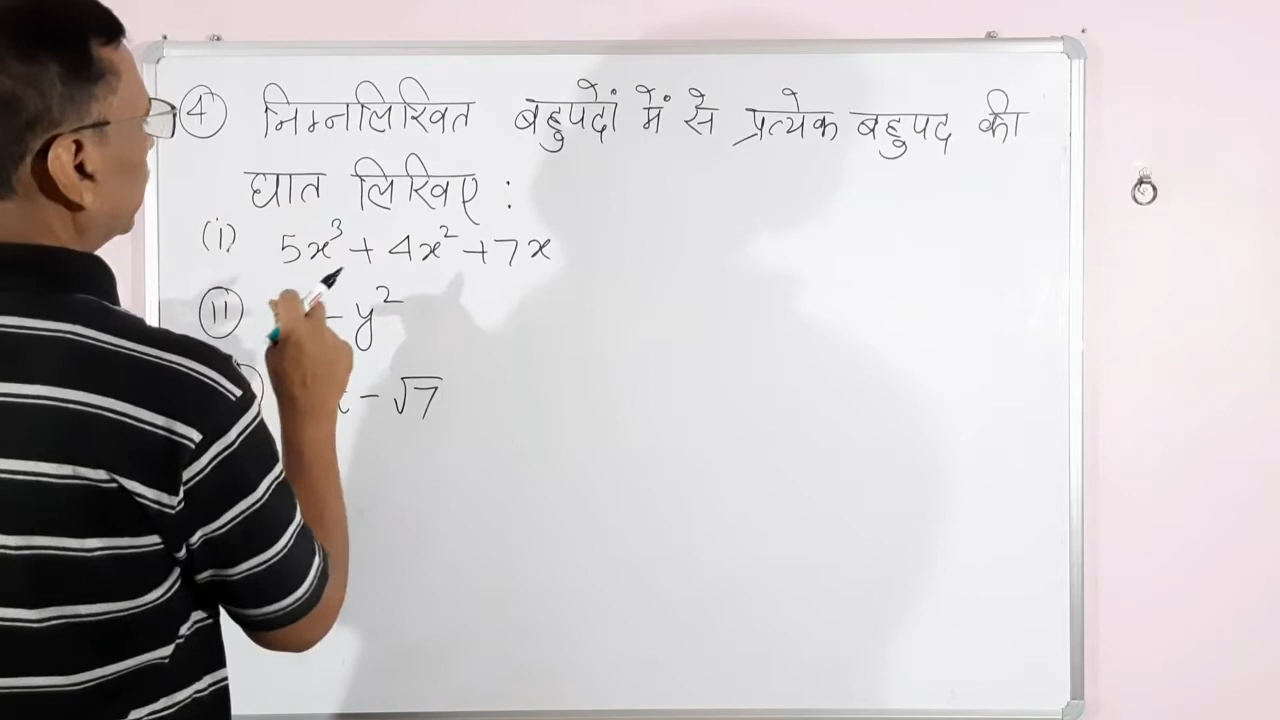 ④ निम्नलिखित बहुपदों में से प्रत्येक बहुपद की
घात लिखिए :
(i) 5x³ + 4x² + 7x
(ii) - y²
- √7